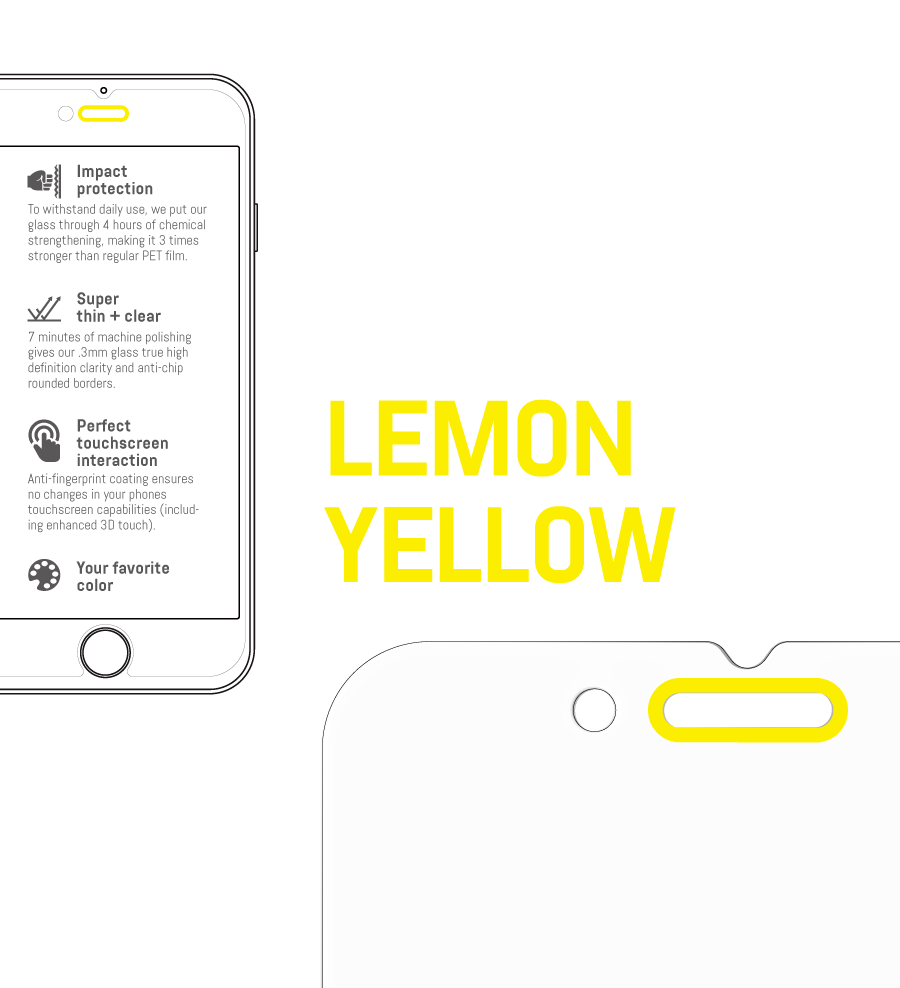 Impact
protection
To withstand daily use, we put our
glass through 4 hours of chemical
strengthening, making it 3 times
stronger than regular PET film.
Super
thin + clear
7 minutes of machine polishing
gives our .3mm glass true high
definition clarity and anti-chip
rounded borders.
Perfect
touchscreen
interaction
Anti-fingerprint coating ensures
no changes in your phones
touchscreen capabilities (includ-
ing enhanced 3D touch).
Your favorite
color
LEMON
YELLOW